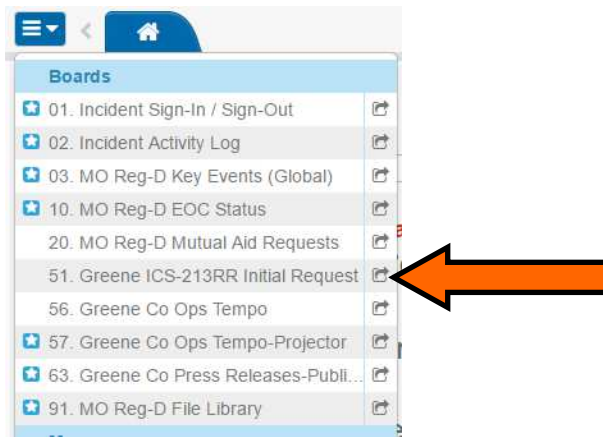 Boards
01. Incident Sign-In / Sign-Out
02. Incident Activity Log
03. MO Reg-D Key Events (Global)
10. MO Reg-D EOC Status
20. MO Reg-D Mutual Aid Requests
51. Greene ICS-213RR Initial Request
56. Greene Co Ops Tempo
57. Greene Co Ops Tempo-Projector
63. Greene Co Press Releases-Publi...
91. MO Reg-D File Library